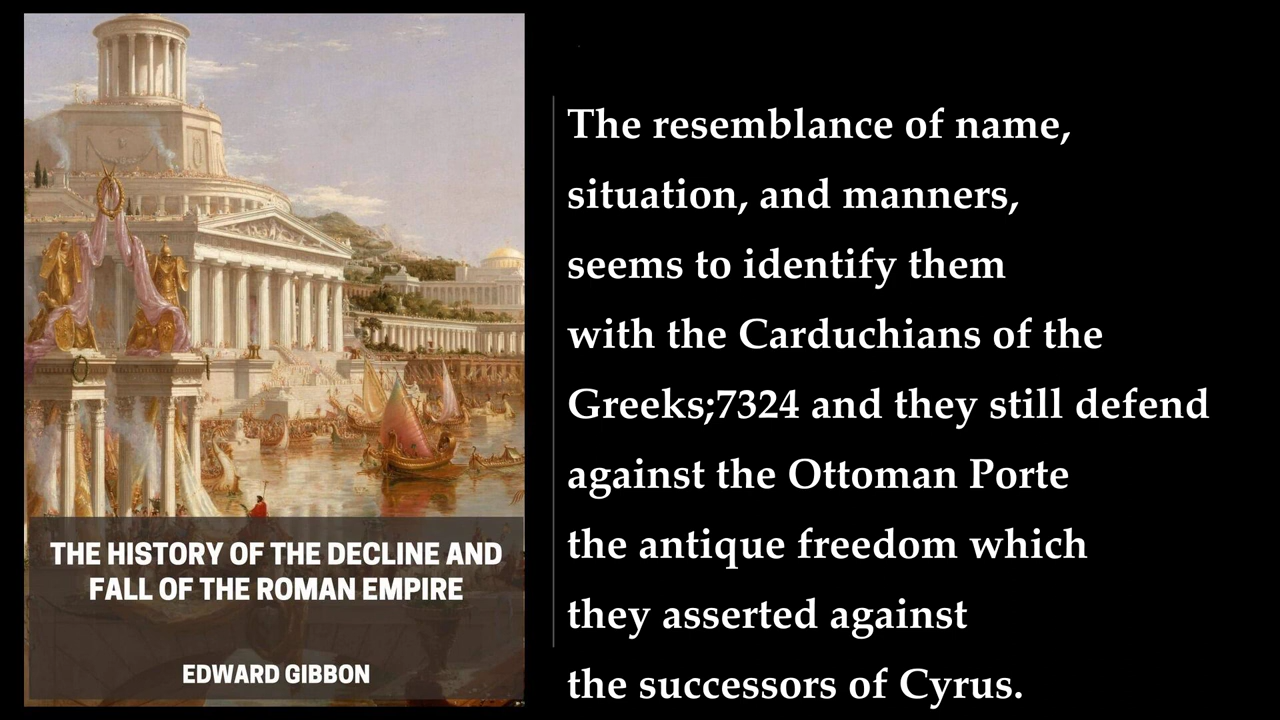 THE HISTORY OF THE DECLINE AND
FALL OF THE ROMAN EMPIRE
EDWARD GIBBON
The resemblance of name,
situation, and manners,
seems to identify them
with the Carduchians of the
Greeks;7324 and they still defend
against the Ottoman Porte
the antique freedom which
they asserted against
the successors of Cyrus.